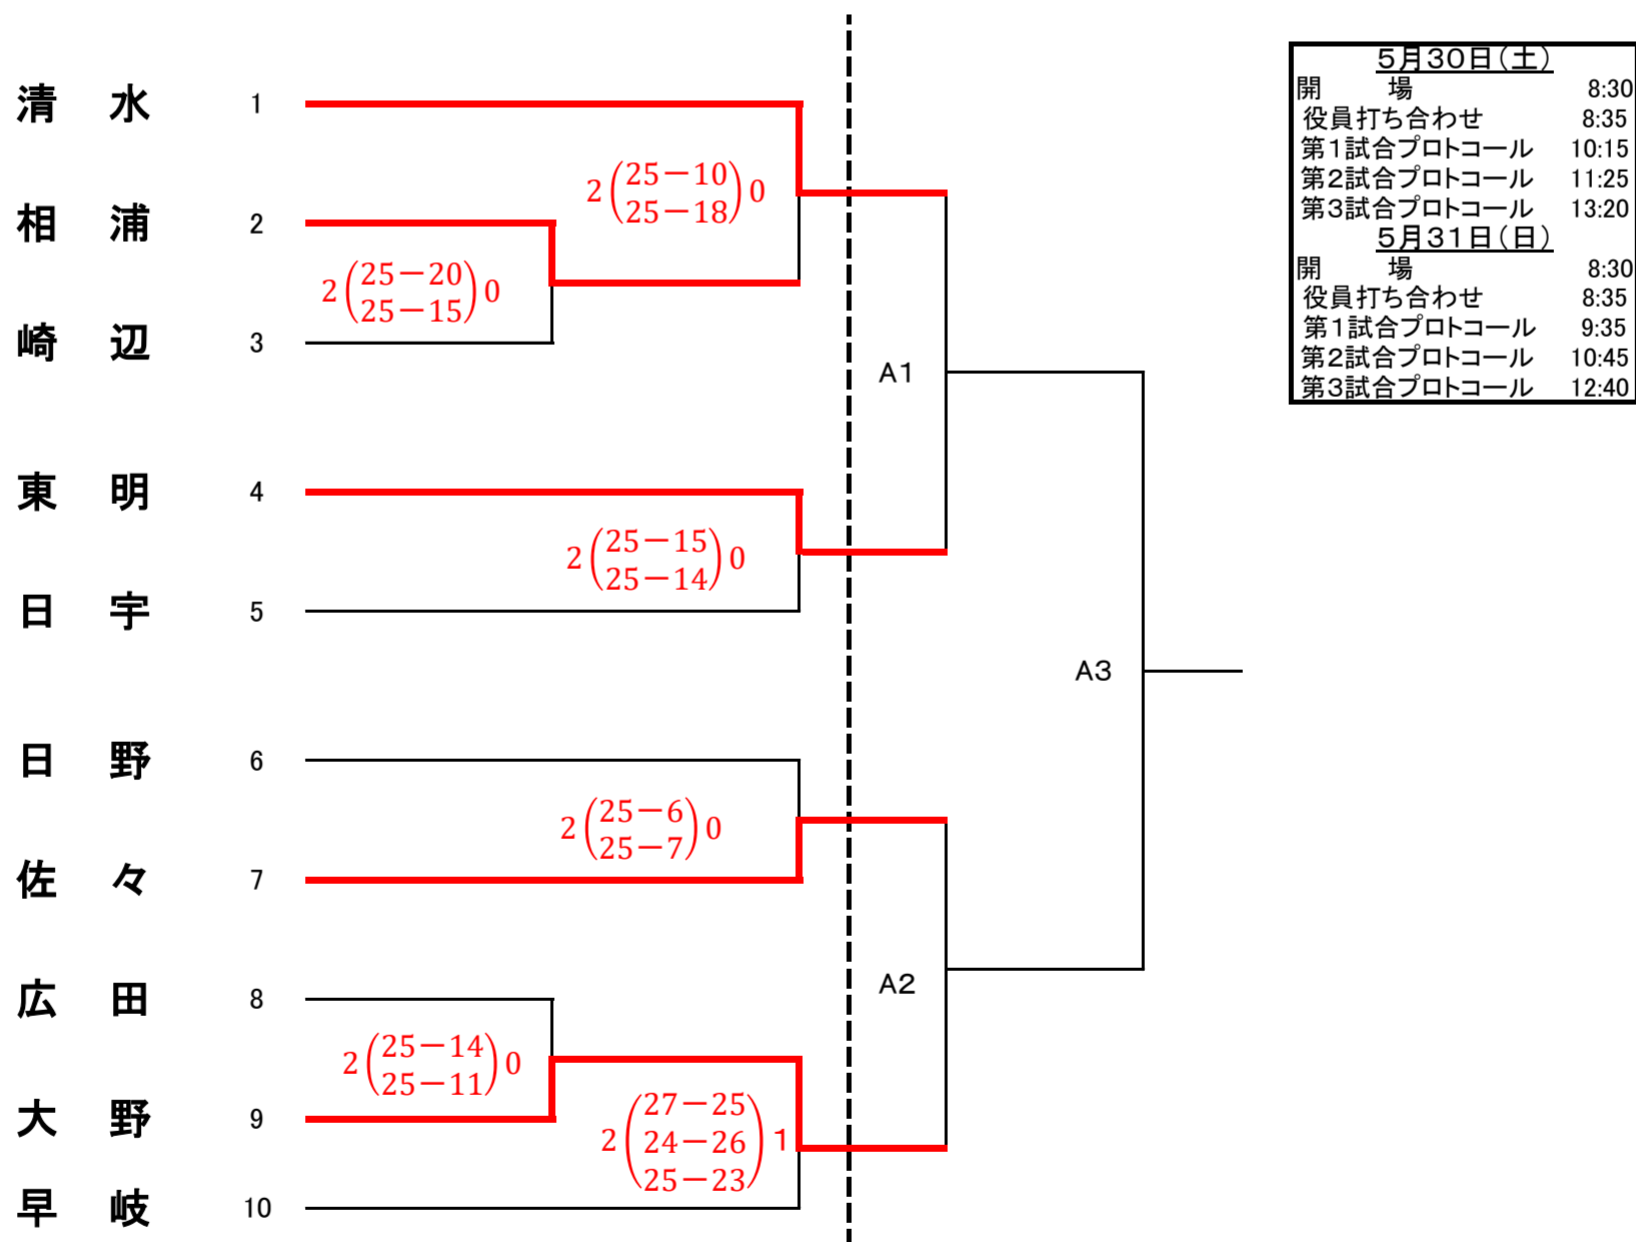 清 水 1
2(25－10
25－18)0
相 浦 2
2(25－20
25－15)0
崎 辺 3
A1
東 明 4
2(25－15
25－14)0
日 宇 5
A3
日 野 6
2(25－6
25－7)0
佐 々 7
A2
広 田 8
2(25－14
25－11)0
大 野 9
2(27－25
24－26
25－23)1
早 岐 10
5月30日(土)
開 場 8:30
役員打ち合わせ 8:35
第1試合プロトコール 10:15
第2試合プロトコール 11:25
第3試合プロトコール 13:20
5月31日(日)
開 場 8:30
役員打ち合わせ 8:35
第1試合プロトコール 9:35
第2試合プロトコール 10:45
第3試合プロトコール 12:40